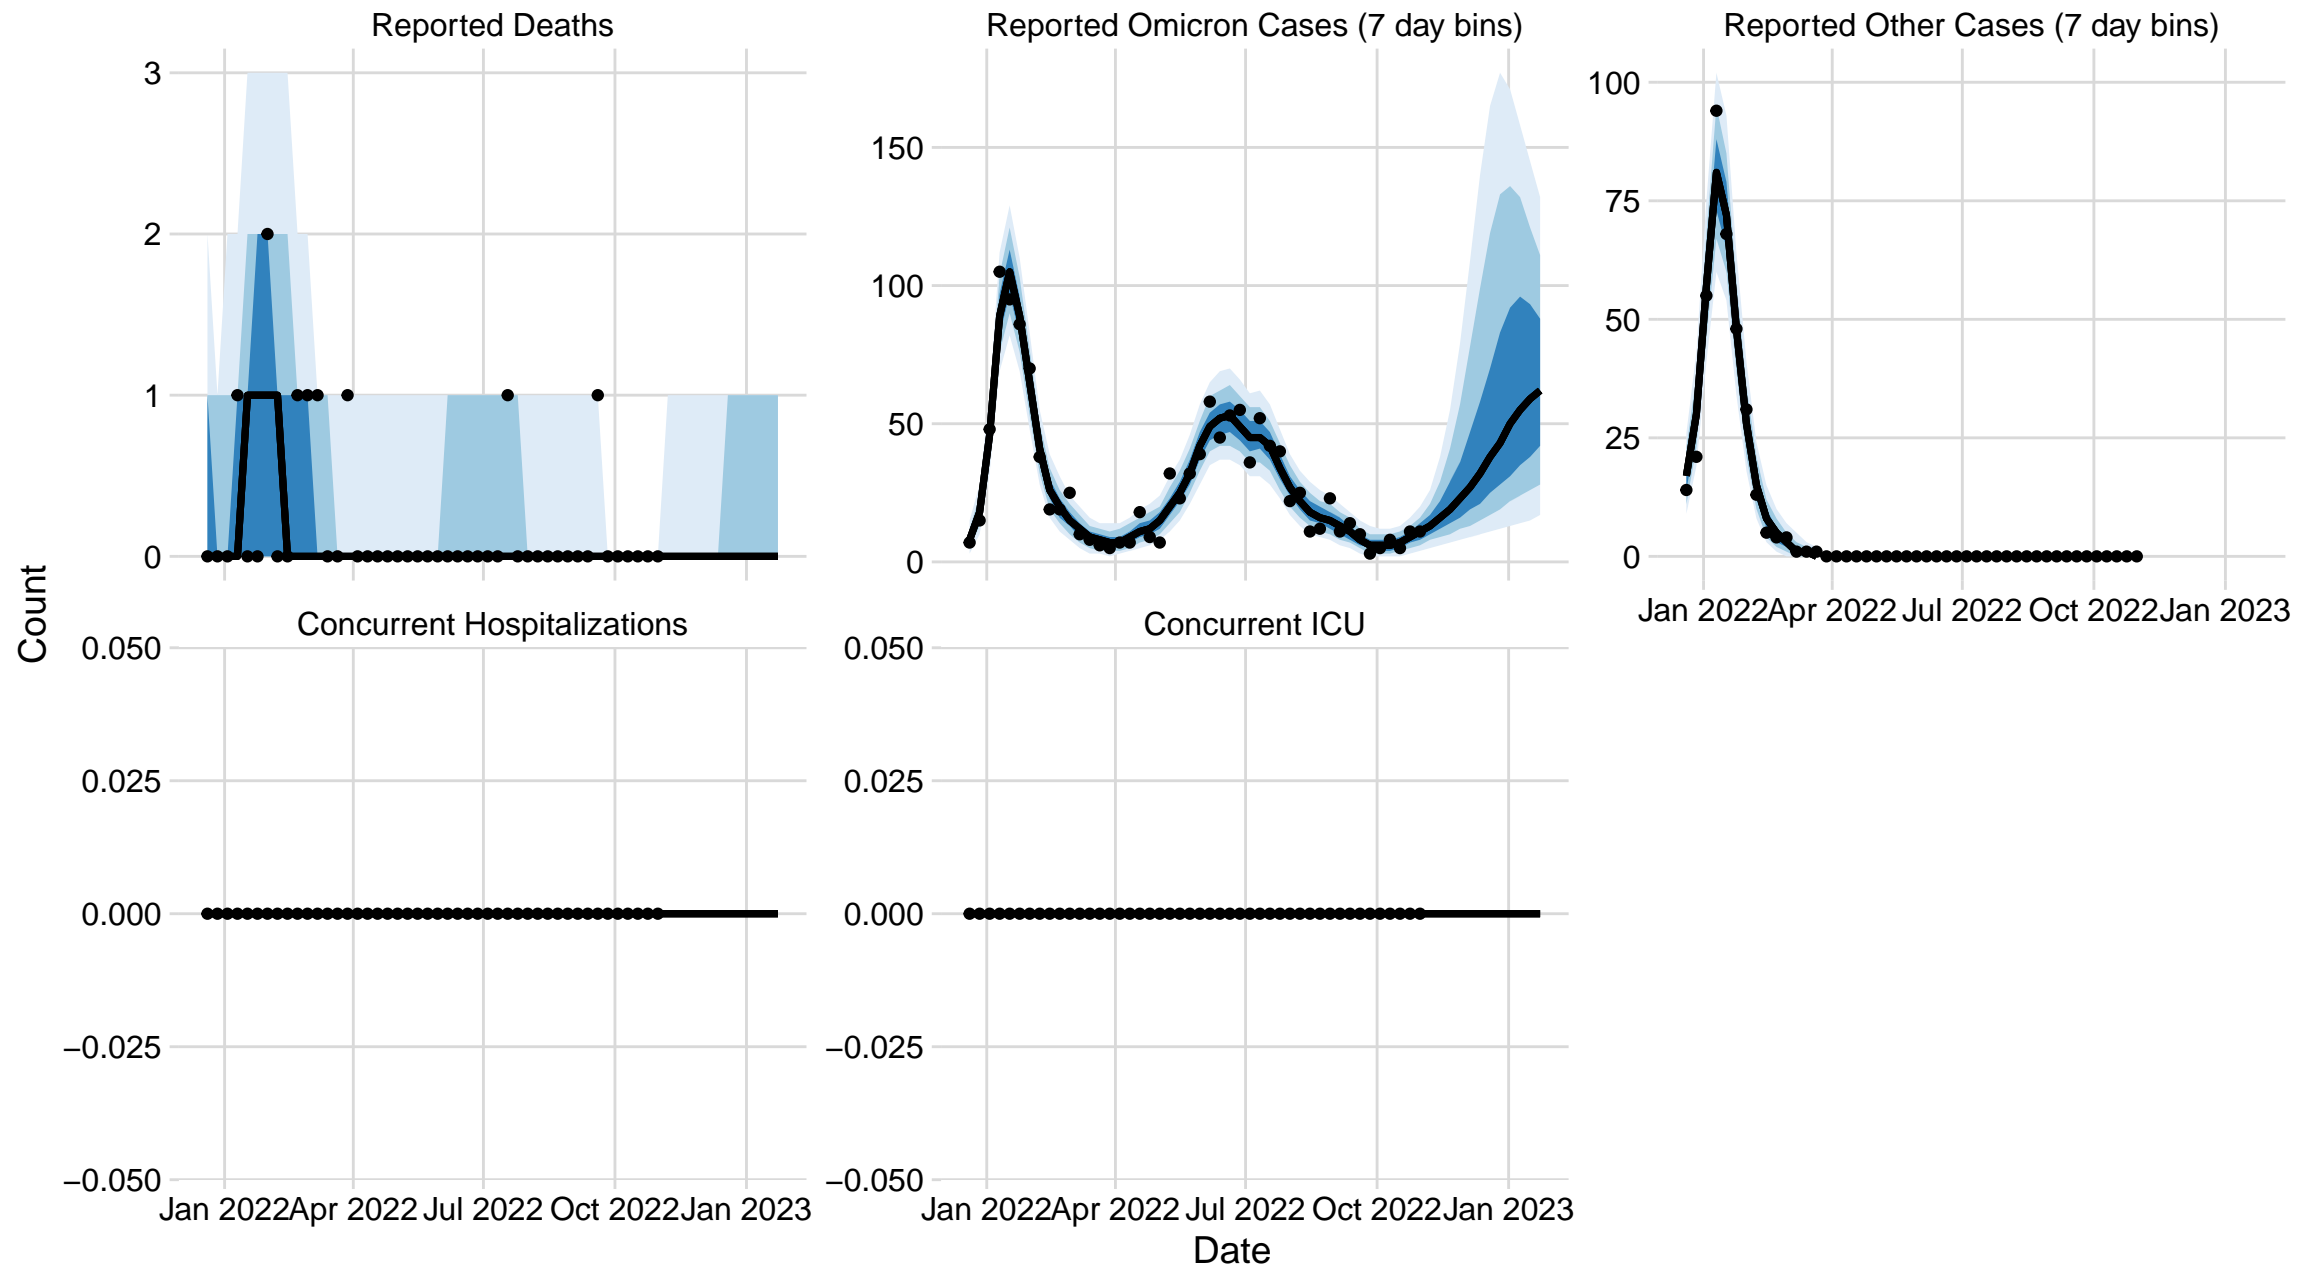 Reported Deaths
Reported Omicron Cases (7 day bins)
Reported Other Cases (7 day bins)
3
2
1
0
150
100
50
0
100
75
50
25
0
Jan 2022 Apr 2022 Jul 2022 Oct 2022 Jan 2023
Count
Concurrent Hospitalizations
Concurrent ICU
0.050
0.025
0.000
−0.025
−0.050
0.050
0.025
0.000
−0.025
−0.050
Jan 2022 Apr 2022 Jul 2022 Oct 2022 Jan 2023
Jan 2022 Apr 2022 Jul 2022 Oct 2022 Jan 2023
Date